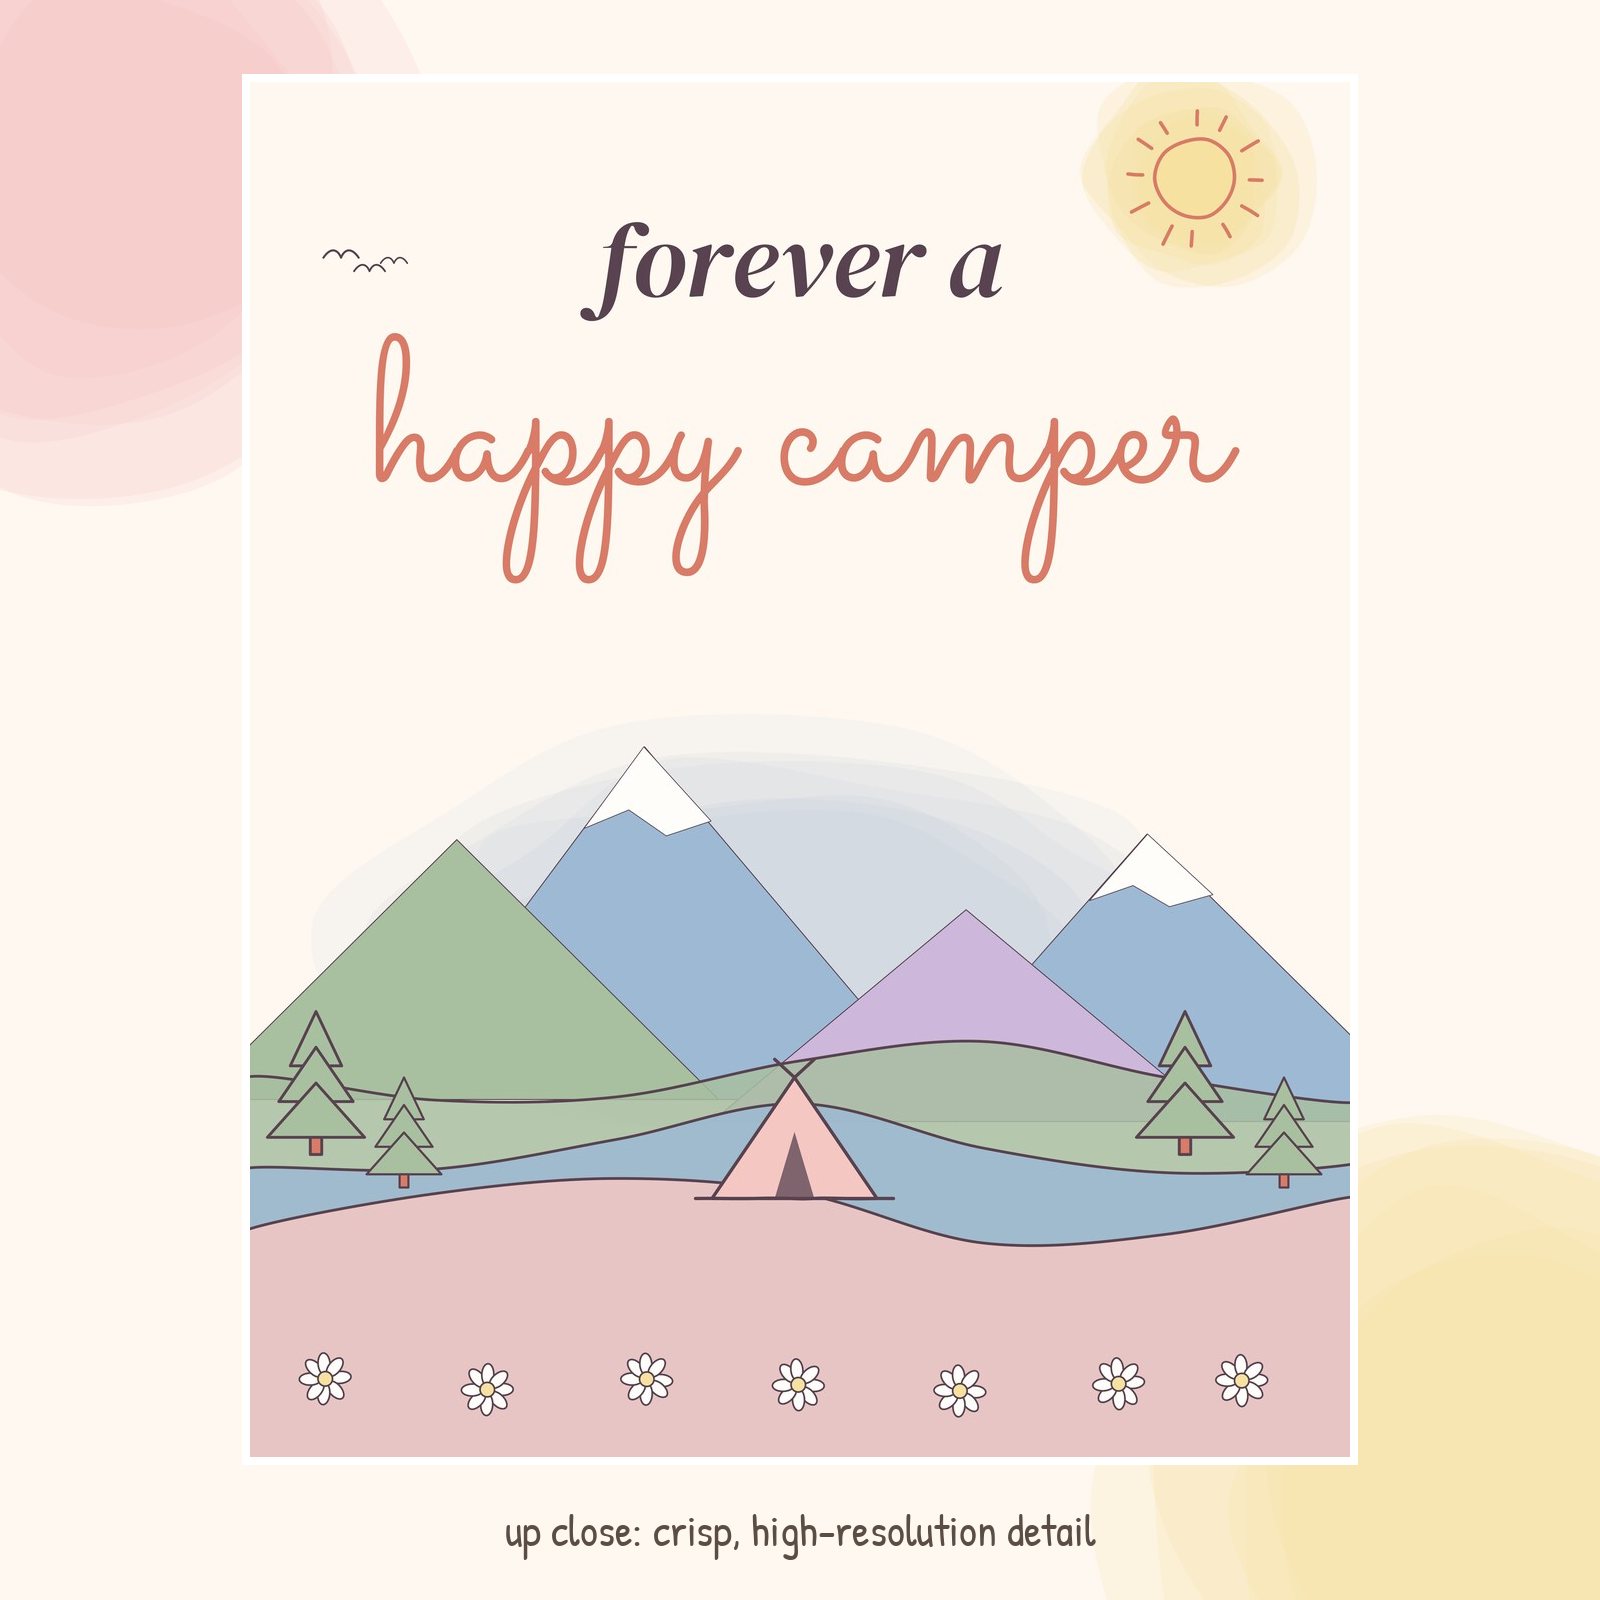 forever a
happy camper
up close: crisp, high-resolution detail